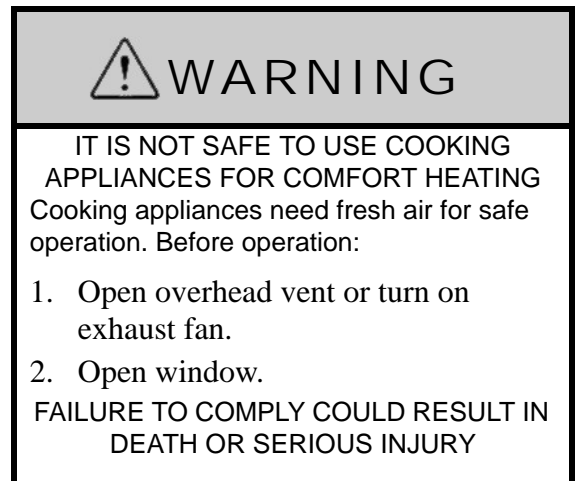 WARNING
IT IS NOT SAFE TO USE COOKING
APPLIANCES FOR COMFORT HEATING
Cooking appliances need fresh air for safe
operation. Before operation:
1. Open overhead vent or turn on
exhaust fan.
2. Open window.
FAILURE TO COMPLY COULD RESULT IN
DEATH OR SERIOUS INJURY